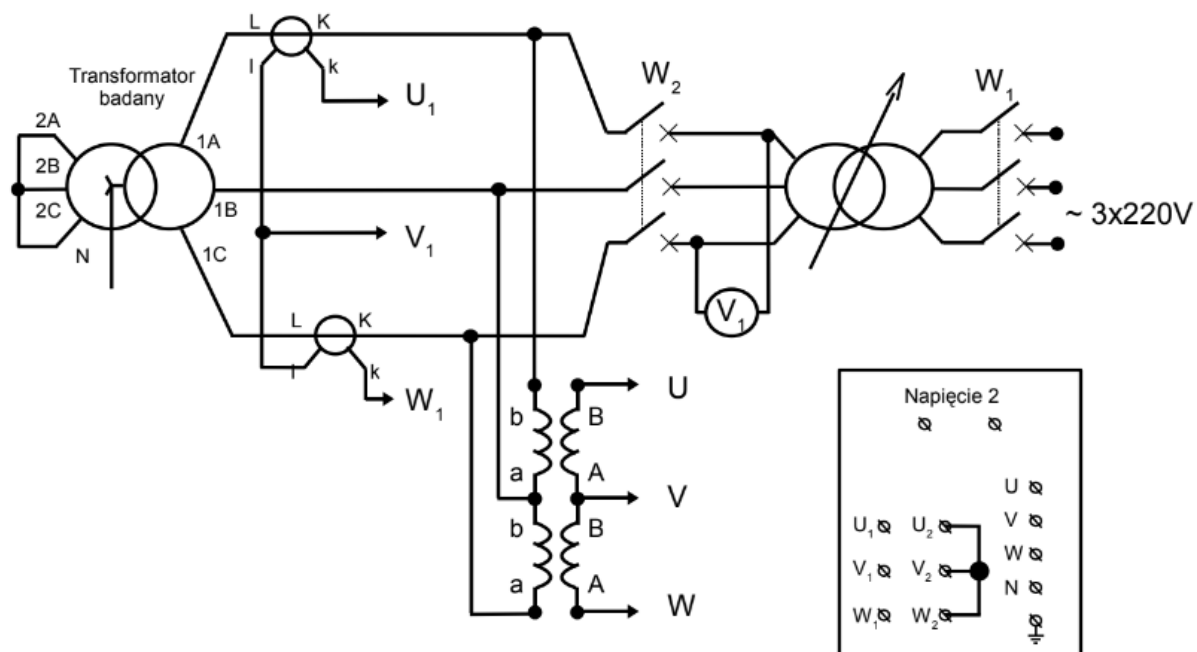 L K
l k
U₁
Transformator
badany
W₂
W₁
2A
2B
2C
N
1A
1B
1C
V₁
~ 3x220V
V₁
L K
l k
W₁
U
b B
a A
V
b B
a A
W
Napięcie 2
U
V
W
N
U₁ U₂
V₁ V₂
W₁ W₂